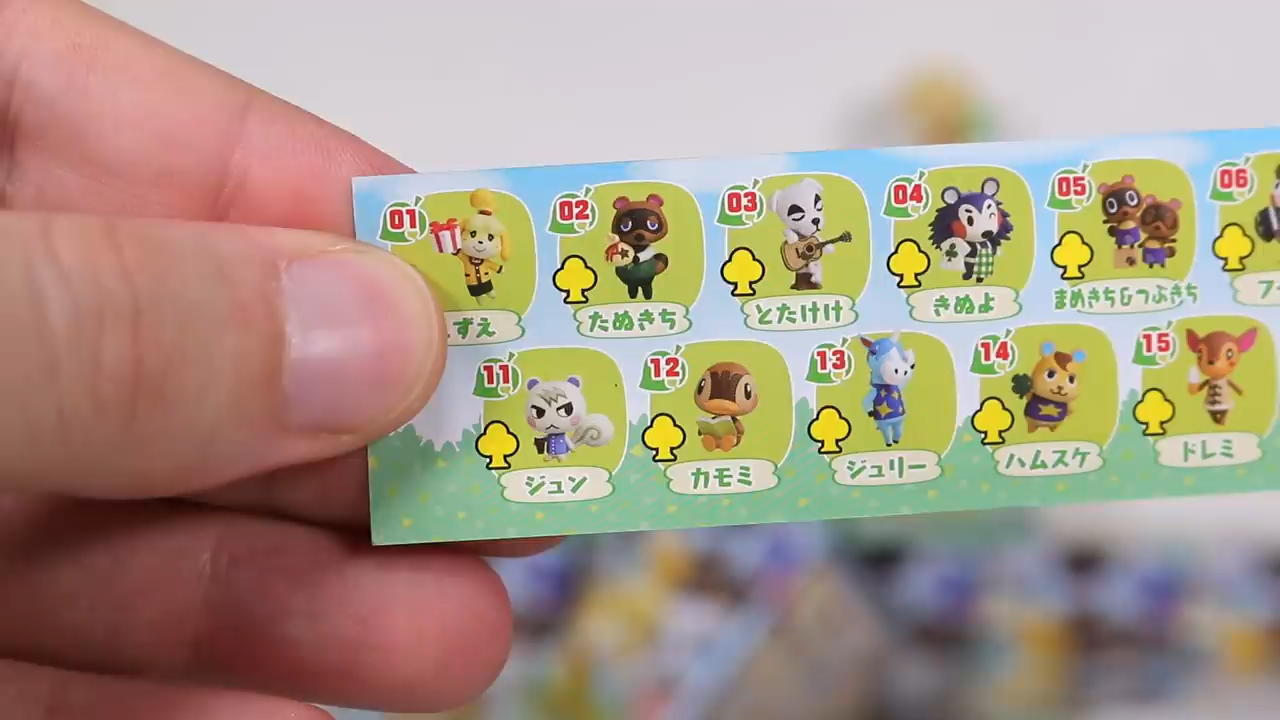 01 02 03 04 05 06
ずえ たぬきち とたけけ きぬよ まめきち&つぶきち フ
11 12 13 14 15
ジュン カモミ ジュリー ハムスケ ドレミ